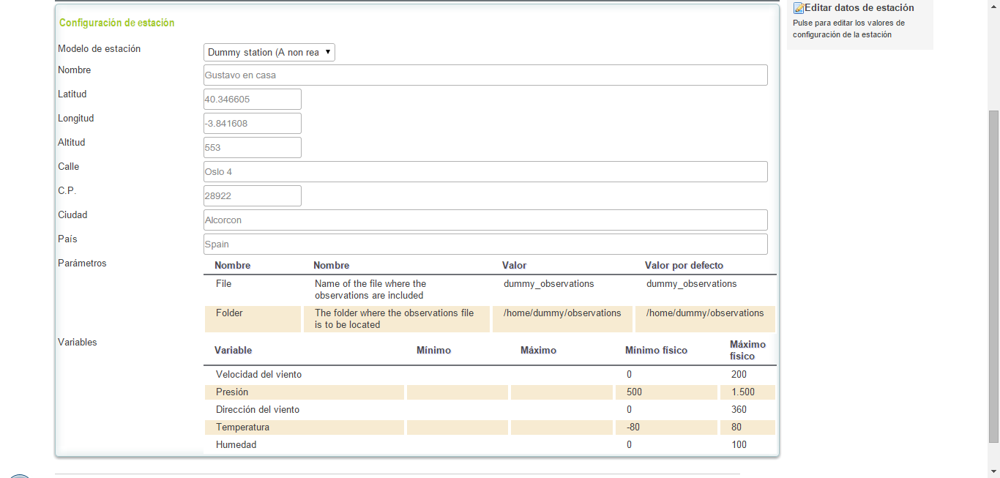 Editar datos de estación
Pulse para editar los valores de
configuración de la estación
Configuración de estación
Modelo de estación Dummy station (A non rea
Nombre Gustavo en casa
Latitud 40.346605
Longitud -3.841608
Altitud 553
Calle Oslo 4
C.P. 28922
Ciudad Alcorcon
País Spain
Parámetros Nombre Nombre Valor Valor por defecto
File Name of the file where the dummy_observations dummy_observations
observations are included
Folder The folder where the observations file /home/dummy/observations /home/dummy/observations
is to be located
Variables
Variable Mínimo Máximo Mínimo físico Máximo
físico
Velocidad del viento 0 200
Presión 500 1.500
Dirección del viento 0 360
Temperatura -80 80
Humedad 0 100